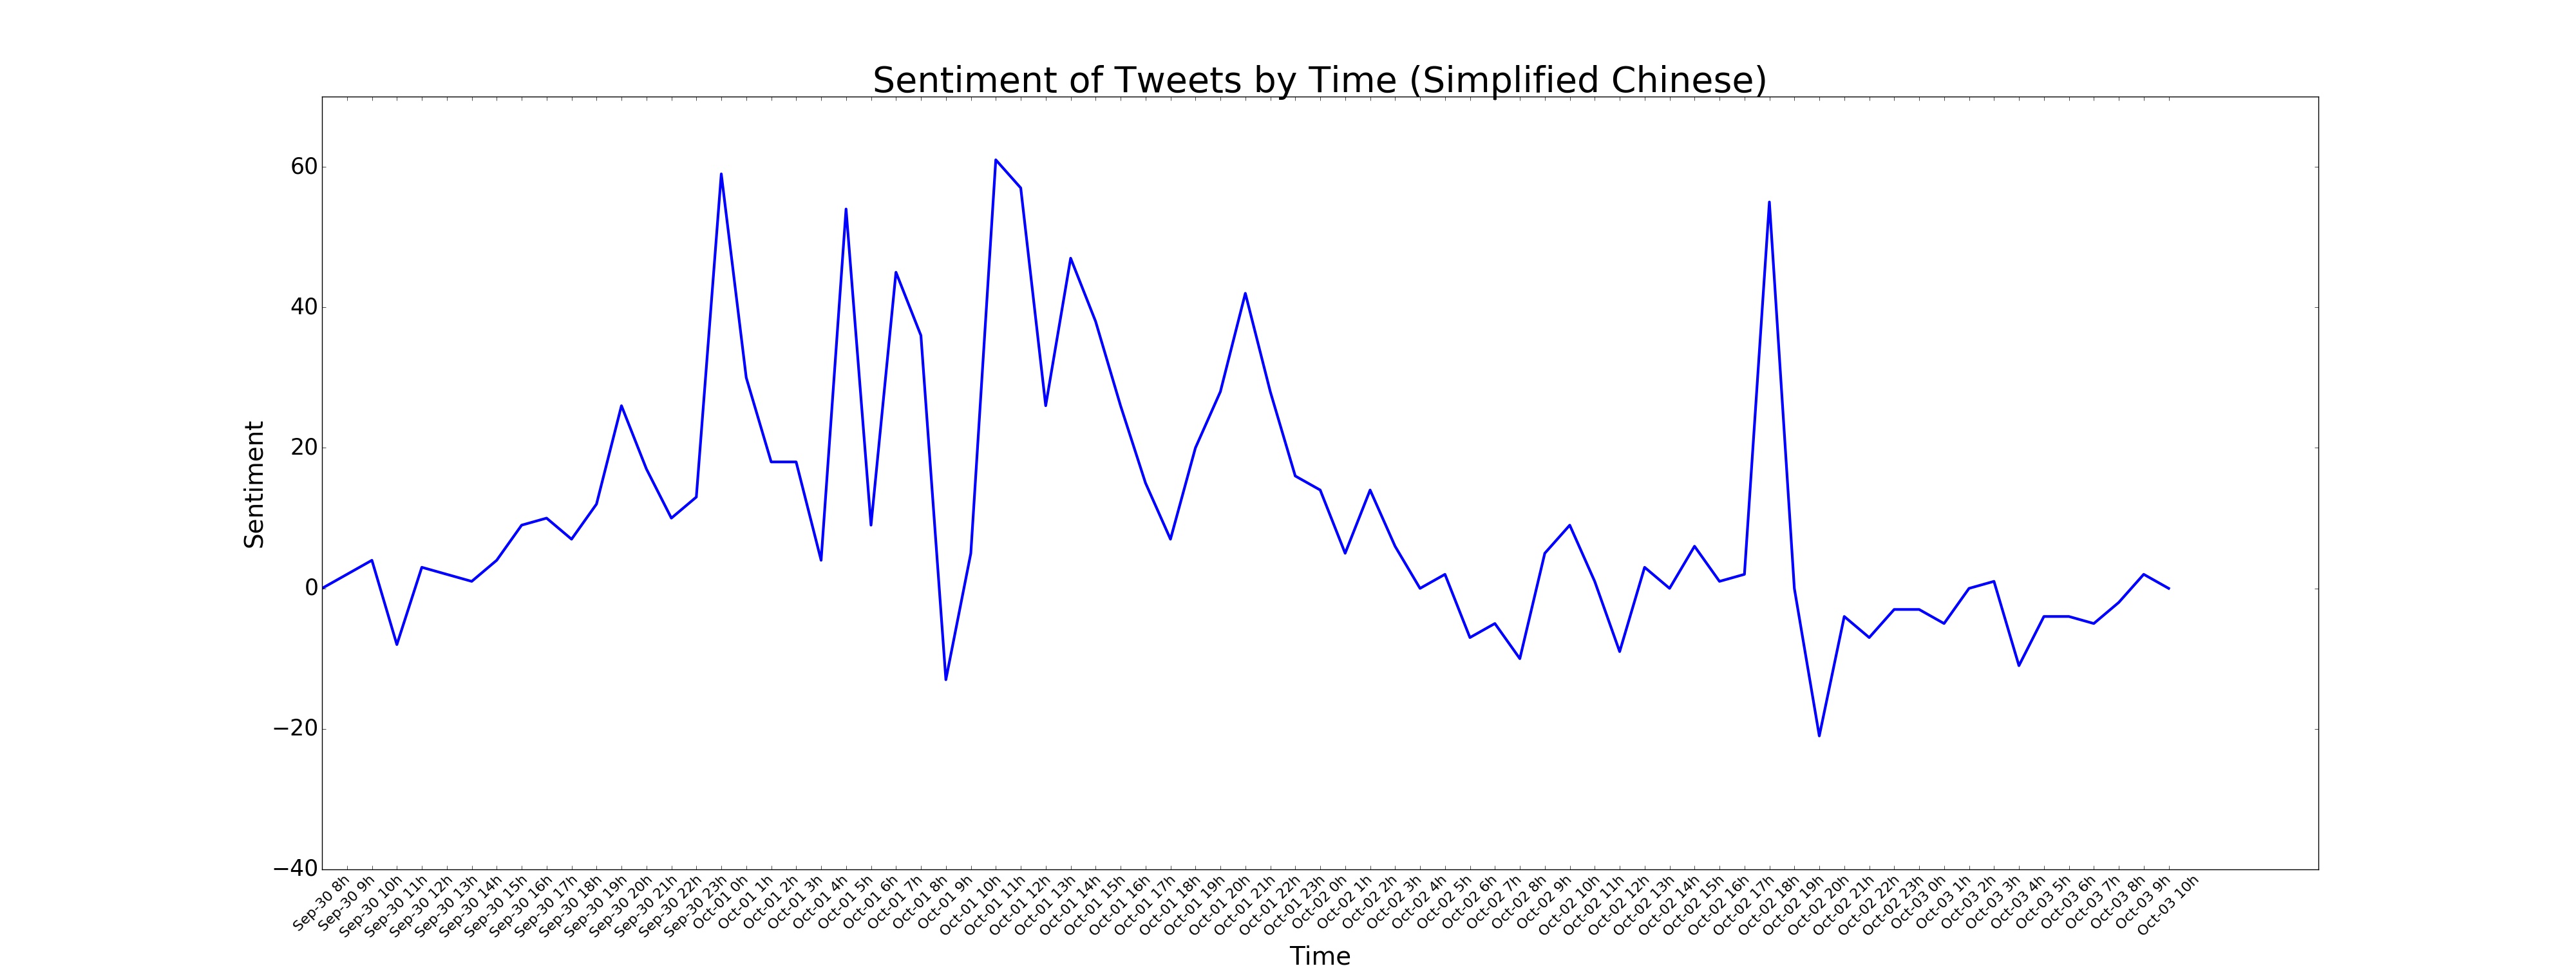 Sentiment of Tweets by Time (Simplified Chinese)
60
40
20
0
−20
−40
Sentiment
Sep-30 8h
Sep-30 9h
Sep-30 10h
Sep-30 11h
Sep-30 12h
Sep-30 13h
Sep-30 14h
Sep-30 15h
Sep-30 16h
Sep-30 17h
Sep-30 18h
Sep-30 19h
Sep-30 20h
Sep-30 21h
Sep-30 22h
Sep-30 23h
Oct-01 0h
Oct-01 1h
Oct-01 2h
Oct-01 3h
Oct-01 4h
Oct-01 5h
Oct-01 6h
Oct-01 7h
Oct-01 8h
Oct-01 9h
Oct-01 10h
Oct-01 11h
Oct-01 12h
Oct-01 13h
Oct-01 14h
Oct-01 15h
Oct-01 16h
Oct-01 17h
Oct-01 18h
Oct-01 19h
Oct-01 20h
Oct-01 21h
Oct-01 22h
Oct-01 23h
Oct-02 0h
Oct-02 1h
Oct-02 2h
Oct-02 3h
Oct-02 4h
Oct-02 5h
Oct-02 6h
Oct-02 7h
Oct-02 8h
Oct-02 9h
Oct-02 10h
Oct-02 11h
Oct-02 12h
Oct-02 13h
Oct-02 14h
Oct-02 15h
Oct-02 16h
Oct-02 17h
Oct-02 18h
Oct-02 19h
Oct-02 20h
Oct-02 21h
Oct-02 22h
Oct-02 23h
Oct-03 0h
Oct-03 1h
Oct-03 2h
Oct-03 3h
Oct-03 4h
Oct-03 5h
Oct-03 6h
Oct-03 7h
Oct-03 8h
Oct-03 9h
Oct-03 10h
Time